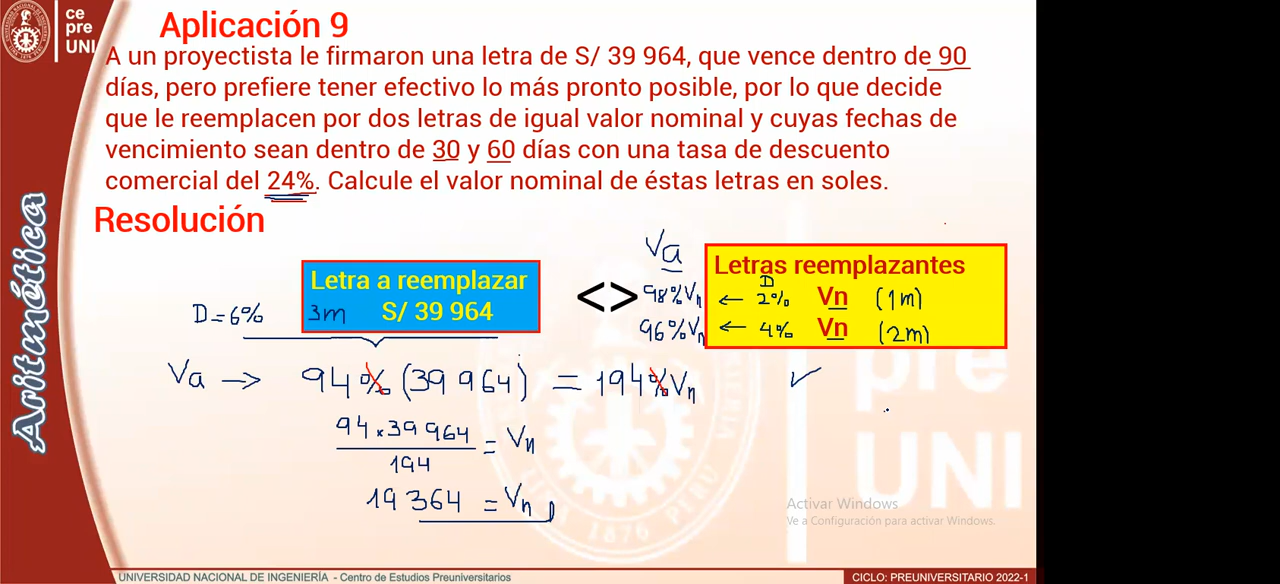 ce
pre
UNI
Aplicación 9
A un proyectista le firmaron una letra de S/ 39 964, que vence dentro de 90
días, pero prefiere tener efectivo lo más pronto posible, por lo que decide
que le reemplacen por dos letras de igual valor nominal y cuyas fechas de
vencimiento sean dentro de 30 y 60 días con una tasa de descuento
comercial del 24%. Calcule el valor nominal de éstas letras en soles.
Resolución
Aritmética
Va
Letra a reemplazar
D = 6%
3m S/ 39 964
<>
Letras reemplazantes
D
98%Vn ← 2% Vn (1m)
96%Vn ← 4% Vn (2m)
Va → 94% (39 964) = 194%Vn ✓
94 x 39 964 / 194 = Vn
19 364 = Vn
pre
UNI
1876 PERU
Activar Windows
Ve a Configuración para activar Windows.
UNIVERSIDAD NACIONAL DE INGENIERÍA - Centro de Estudios Preuniversitarios
CICLO: PREUNIVERSITARIO 2022-1